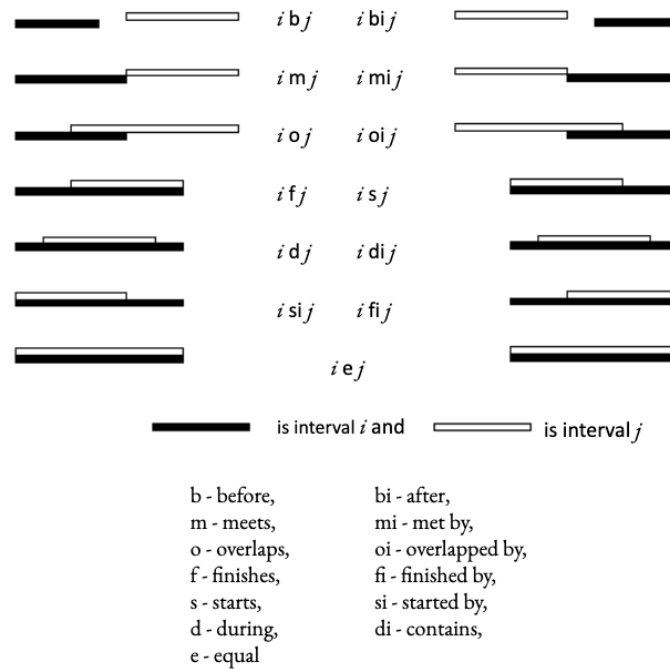 i b j i bi j
i m j i mi j
i o j i oi j
i f j i s j
i d j i di j
i si j i fi j
i e j
is interval i and is interval j
b - before, bi - after,
m - meets, mi - met by,
o - overlaps, oi - overlapped by,
f - finishes, fi - finished by,
s - starts, si - started by,
d - during, di - contains,
e - equal